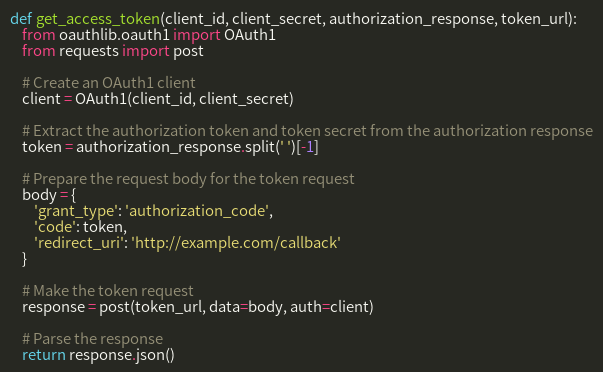 def get_access_token(client_id, client_secret, authorization_response, token_url):
    from oauthlib.oauth1 import OAuth1
    from requests import post

    # Create an OAuth1 client
    client = OAuth1(client_id, client_secret)

    # Extract the authorization token and token secret from the authorization response
    token = authorization_response.split(' ')[-1]

    # Prepare the request body for the token request
    body = {
        'grant_type': 'authorization_code',
        'code': token,
        'redirect_uri': 'http://example.com/callback'
    }

    # Make the token request
    response = post(token_url, data=body, auth=client)

    # Parse the response
    return response.json()